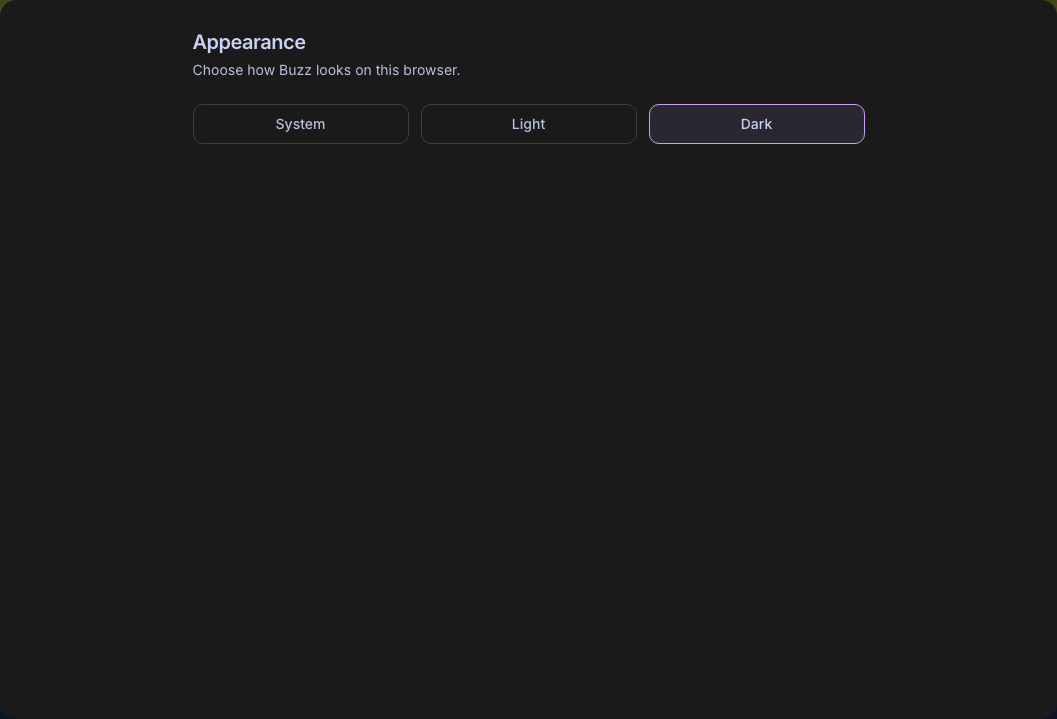 Appearance
Choose how Buzz looks on this browser.
System
Light
Dark